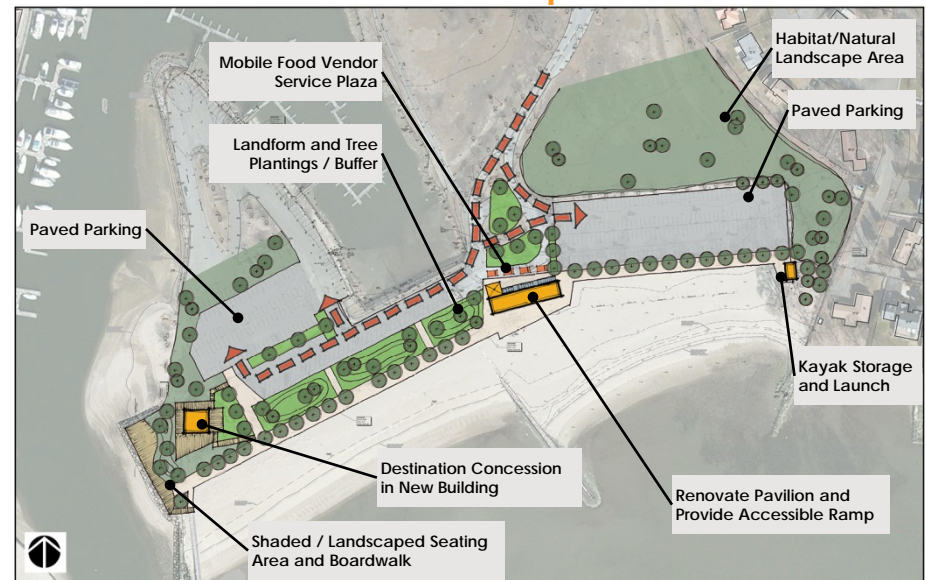 Habitat/Natural
Landscape Area
Mobile Food Vendor
Service Plaza
Paved Parking
Landform and Tree
Plantings / Buffer
Paved Parking
Kayak Storage
and Launch
Destination Concession
in New Building
Renovate Pavilion and
Provide Accessible Ramp
Shaded / Landscaped Seating
Area and Boardwalk